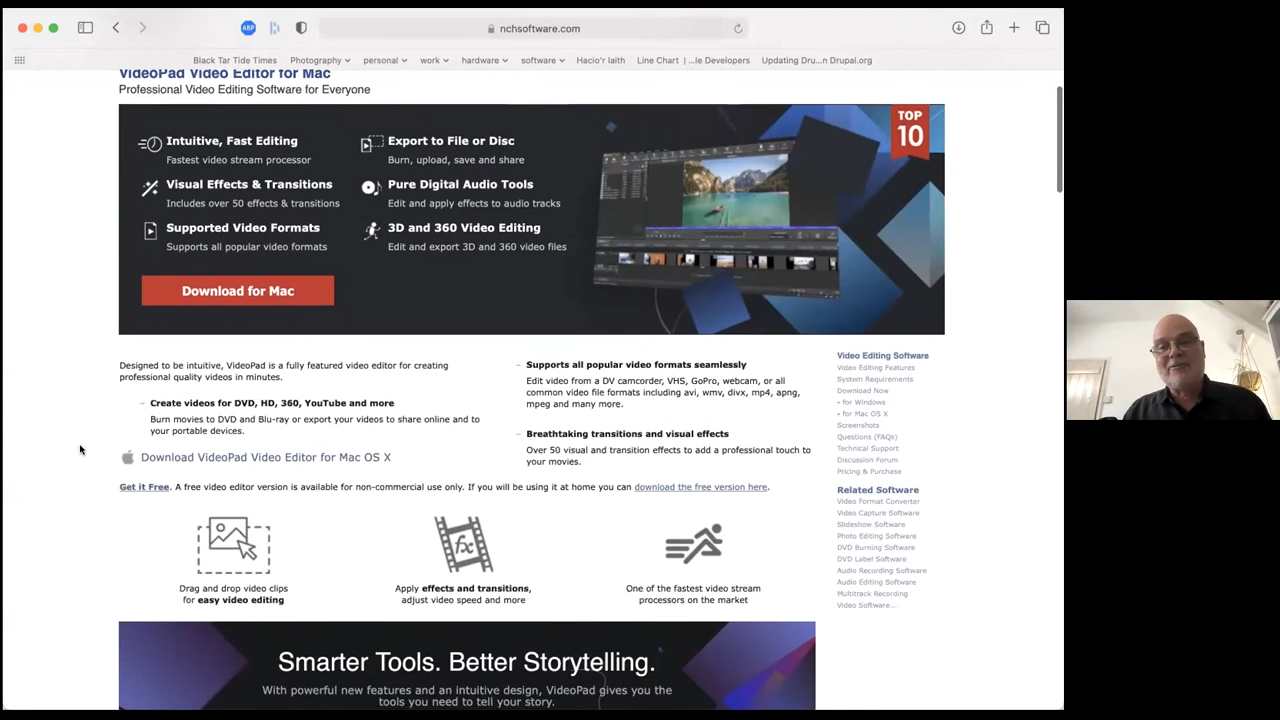 nchsoftware.com
Black Tar Tide Times
Photography
personal
work
hardware
software
Hacio'r Iaith
Line Chart | ...le Developers
Updating Dru...n Drupal.org
VideoPad Video Editor for Mac
Professional Video Editing Software for Everyone
Intuitive, Fast Editing
Fastest video stream processor
Visual Effects & Transitions
Includes over 50 effects & transitions
Supported Video Formats
Supports all popular video formats
Download for Mac
Export to File or Disc
Burn, upload, save and share
Pure Digital Audio Tools
Edit and apply effects to audio tracks
3D and 360 Video Editing
Edit and export 3D and 360 video files
TOP
10
Designed to be intuitive, VideoPad is a fully featured video editor for creating
professional quality videos in minutes.
– Create videos for DVD, HD, 360, YouTube and more
Burn movies to DVD and Blu-ray or export your videos to share online and to
your portable devices.
– Supports all popular video formats seamlessly
Edit video from a DV camcorder, VHS, GoPro, webcam, or all
common video file formats including avi, wmv, divx, mp4, apng,
mpeg and many more.
– Breathtaking transitions and visual effects
Over 50 visual and transition effects to add a professional touch to
your movies.
Download VideoPad Video Editor for Mac OS X
Get it Free. A free video editor version is available for non-commercial use only. If you will be using it at home you can download the free version here.
Drag and drop video clips
for easy video editing
fx
Apply effects and transitions,
adjust video speed and more
One of the fastest video stream
processors on the market
Smarter Tools. Better Storytelling.
With powerful new features and an intuitive design, VideoPad gives you the
tools you need to tell your story.
Video Editing Software
Video Editing Features
System Requirements
Download Now
• for Windows
• for Mac OS X
Screenshots
Questions (FAQs)
Technical Support
Discussion Forum
Pricing & Purchase
Related Software
Video Format Converter
Video Capture Software
Slideshow Software
Photo Editing Software
DVD Burning Software
DVD Label Software
Audio Recording Software
Audio Editing Software
Multitrack Recording
Video Software...
ABP